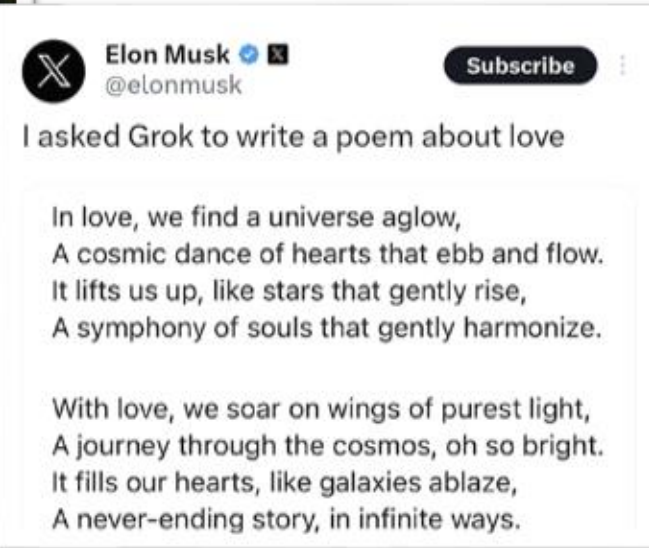 Elon Musk
@elonmusk
Subscribe
I asked Grok to write a poem about love
In love, we find a universe aglow,
A cosmic dance of hearts that ebb and flow.
It lifts us up, like stars that gently rise,
A symphony of souls that gently harmonize.
With love, we soar on wings of purest light,
A journey through the cosmos, oh so bright.
It fills our hearts, like galaxies ablaze,
A never-ending story, in infinite ways.